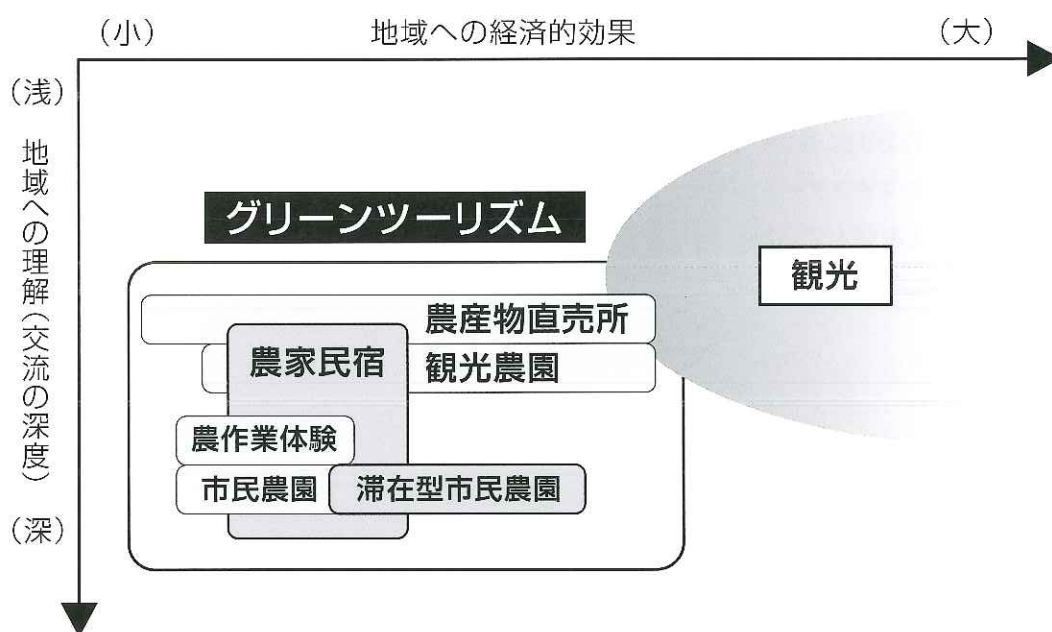 (小) 地域への経済的効果 (大)
(浅)
地域への理解(交流の深度)
(深)
グリーンツーリズム
観光
農産物直売所
農家民宿
観光農園
農作業体験
市民農園
滞在型市民農園